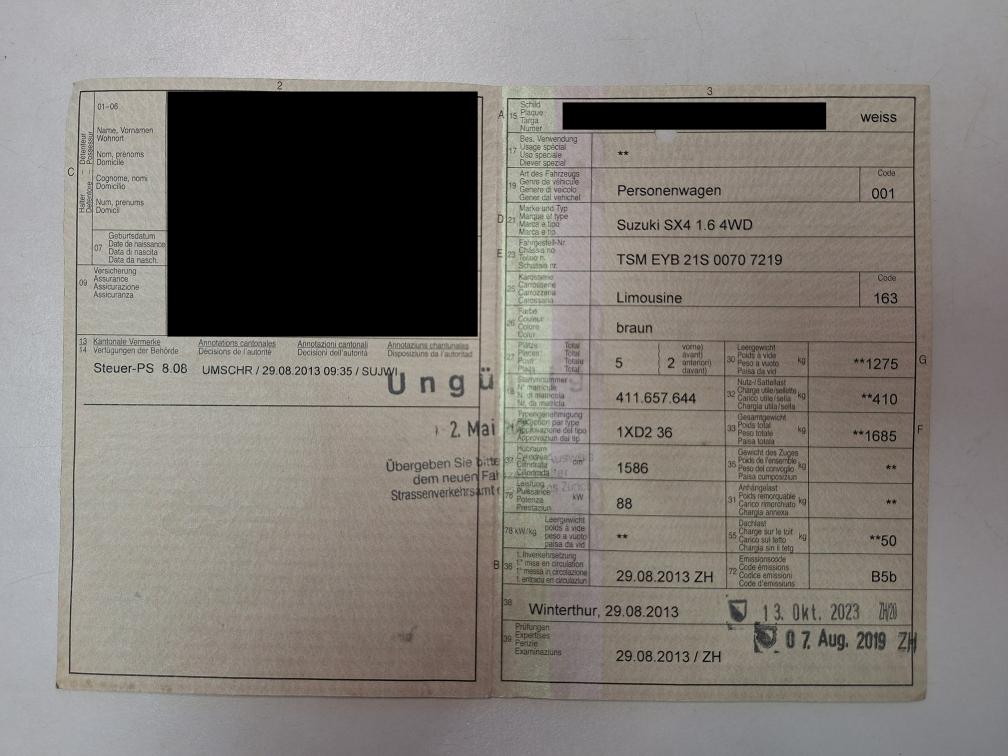 2
01–06
Name, Vornamen
Wohnort
Nom, prénoms
Domicile
Cognome, nomi
Domicilio
Num, prenums
Domicil
C
Halter Détenteur
Detentore Possessur
07 Geburtsdatum
Date de naissance
Data di nascita
Data da nasch.
09 Versicherung
Assurance
Assicurazione
Assicuranza
13 Kantonale Vermerke Annotations cantonales Annotazioni cantonali Annotaziuns chantunalas
14 Verfügungen der Behörde Décisions de l'autorité Decisioni dell'autorità Disposiziuns da l'autoritad
Steuer-PS 8.08 UMSCHR / 29.08.2013 09:35 / SUJWI
Ungü
2. Mai
Übergeben Sie bitte
dem neuen Fah
Strassenverkehrsamt
3
A 15 Schild
Plaque
Targa
Numer
weiss
17 Bes. Verwendung
Usage spécial
Uso speciale
Diever spezial
**
19 Art des Fahrzeugs
Genre de véhicule
Genere di veicolo
Gener dal vehichel
Personenwagen
Code
001
D 21 Marke und Typ
Marque et type
Marca e tipo
Marca e tip
Suzuki SX4 1.6 4WD
E 23 Fahrgestell-Nr.
Châssis no
Telaio n.
Schassis nr.
TSM EYB 21S 0070 7219
25 Karosserie
Carrosserie
Carrozzeria
Carossaria
Limousine
Code
163
26 Farbe
Couleur
Colore
Color
braun
27 Plätze Total
Places Total
Posti Totale
Plazs Total
5
2
vorne)
avant)
anteriori)
davant)
30 Leergewicht
Poids à vide
Peso a vuoto
Paisa da vid
kg
**1275
G
18 Stammnummer
N° matricule
N. di matricola
Nr. da matricla
411.657.644
32 Nutz-/Sattellast
Charge utile/sellette
Carico utile/sella
Chargia utila/sella
kg
**410
Typengenehmigung
Réception par type
Approvazione del tipo
Approvaziun dal tip
1XD2 36
33 Gesamtgewicht
Poids total
Peso totale
Paisa totala
kg
**1685
F
37 Hubraum
Cylindrée
Cilindrata
Cilindrada
cm³
1586
35 Gewicht des Zuges
Poids de l'ensemble
Peso del convoglio
Paisa cumposiziun
kg
**
76 Leistung
Puissance
Potenza
Prestaziun
kW
88
31 Anhängelast
Poids remorquable
Carico rimorchiato
Chargia annexa
kg
**
78 kW/kg Leergewicht
poids à vide
peso a vuoto
paisa da vid
**
55 Dachlast
Charge sur le toit
Carico sul tetto
Chargia sin il tetg
kg
**50
B 36 1. Inverkehrsetzung
1.re mise en circulation
1.a messa in circolazione
1. entrada en circulaziun
29.08.2013 ZH
72 Emissionscode
Code émissions
Codice emissioni
Code d'emissiuns
B5b
38 Winterthur, 29.08.2013
13. Okt. 2023 ZH/20
07. Aug. 2019 ZH
39 Prüfungen
Expertises
Perizie
Examinaziuns
29.08.2013 / ZH